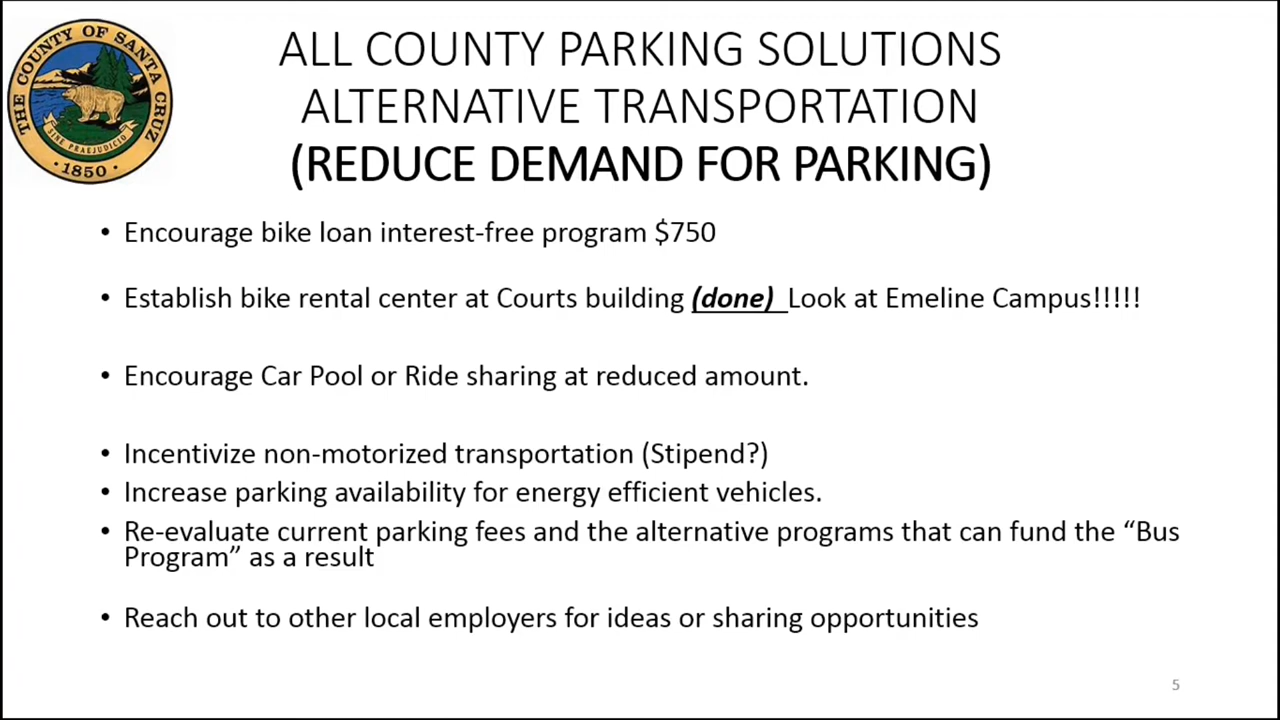 THE COUNTY OF SANTA CRUZ
SINE PRAEJUDICIO
· 1850 ·
ALL COUNTY PARKING SOLUTIONS
ALTERNATIVE TRANSPORTATION
(REDUCE DEMAND FOR PARKING)
• Encourage bike loan interest-free program $750
• Establish bike rental center at Courts building (done) Look at Emeline Campus!!!!!
• Encourage Car Pool or Ride sharing at reduced amount.
• Incentivize non-motorized transportation (Stipend?)
• Increase parking availability for energy efficient vehicles.
• Re-evaluate current parking fees and the alternative programs that can fund the “Bus
Program” as a result
• Reach out to other local employers for ideas or sharing opportunities
5